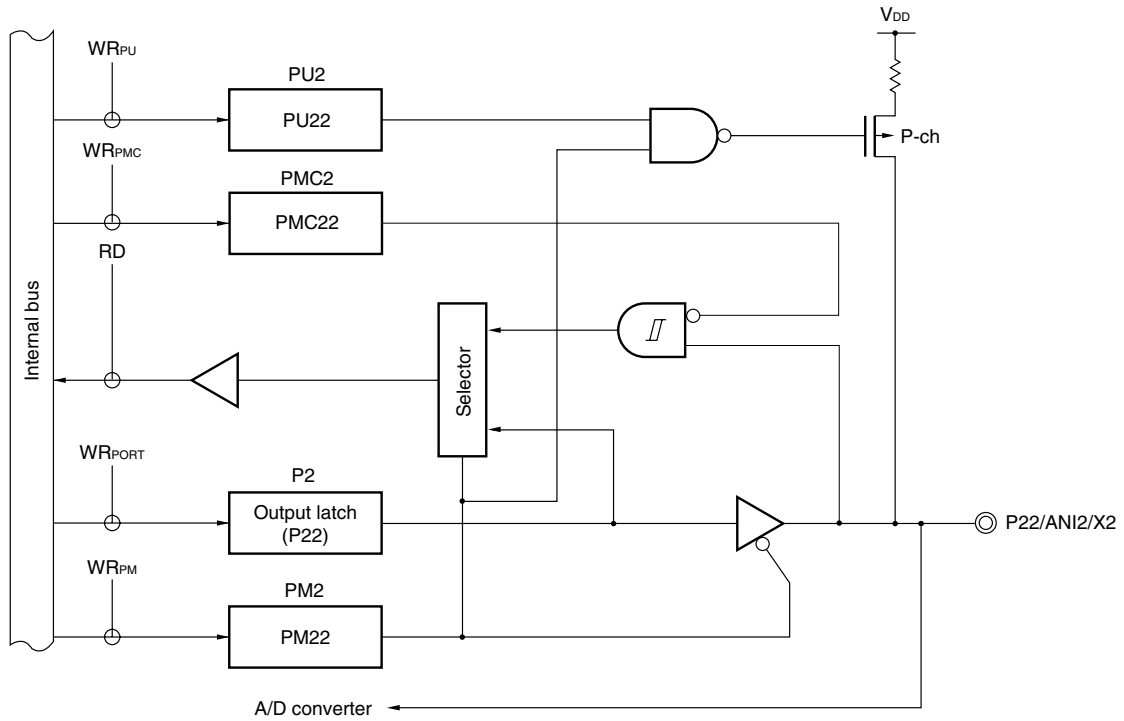 VDD
WRPU
PU2
PU22
P-ch
WRPMC
PMC2
PMC22
RD
Internal bus
Selector
WRPORT
P2
Output latch
(P22)
P22/ANI2/X2
WRPM
PM2
PM22
A/D converter